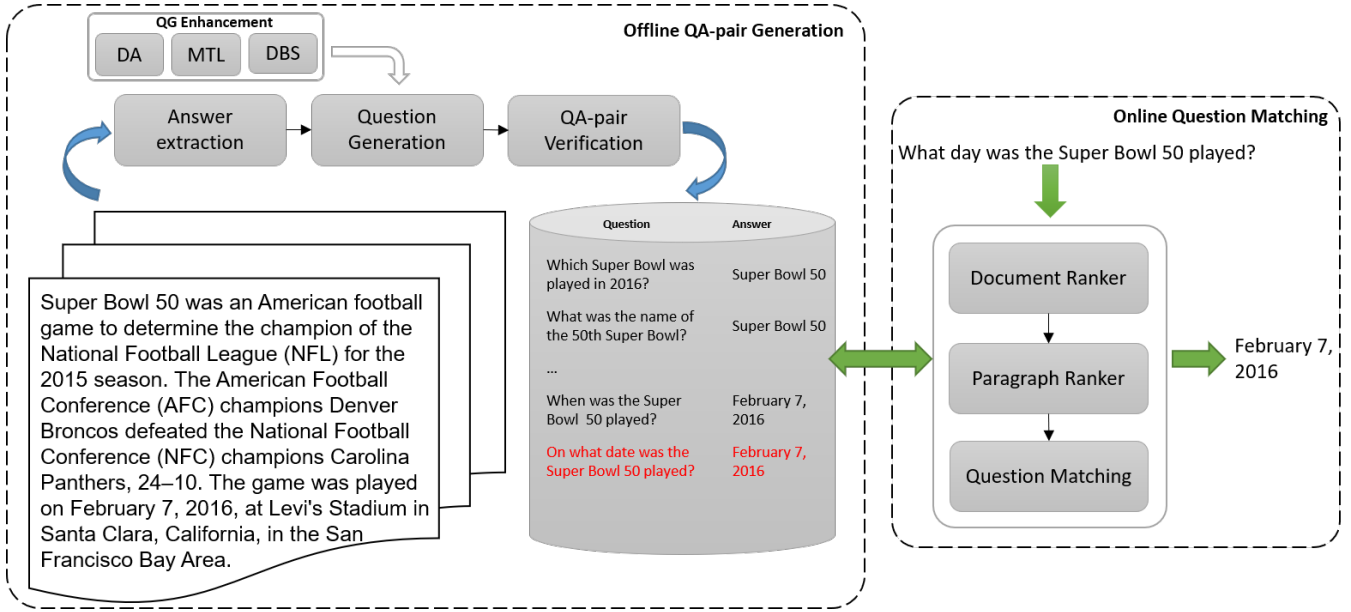 QG Enhancement
DA
MTL
DBS
Offline QA-pair Generation
Answer
extraction
Question
Generation
QA-pair
Verification
Super Bowl 50 was an American football
game to determine the champion of the
National Football League (NFL) for the
2015 season. The American Football
Conference (AFC) champions Denver
Broncos defeated the National Football
Conference (NFC) champions Carolina
Panthers, 24–10. The game was played
on February 7, 2016, at Levi's Stadium in
Santa Clara, California, in the San
Francisco Bay Area.
Question Answer
Which Super Bowl was
played in 2016?
Super Bowl 50
What was the name of
the 50th Super Bowl?
Super Bowl 50
...
When was the Super
Bowl 50 played?
February 7,
2016
On what date was the
Super Bowl 50 played?
February 7,
2016
Online Question Matching
What day was the Super Bowl 50 played?
Document Ranker
Paragraph Ranker
Question Matching
February 7,
2016